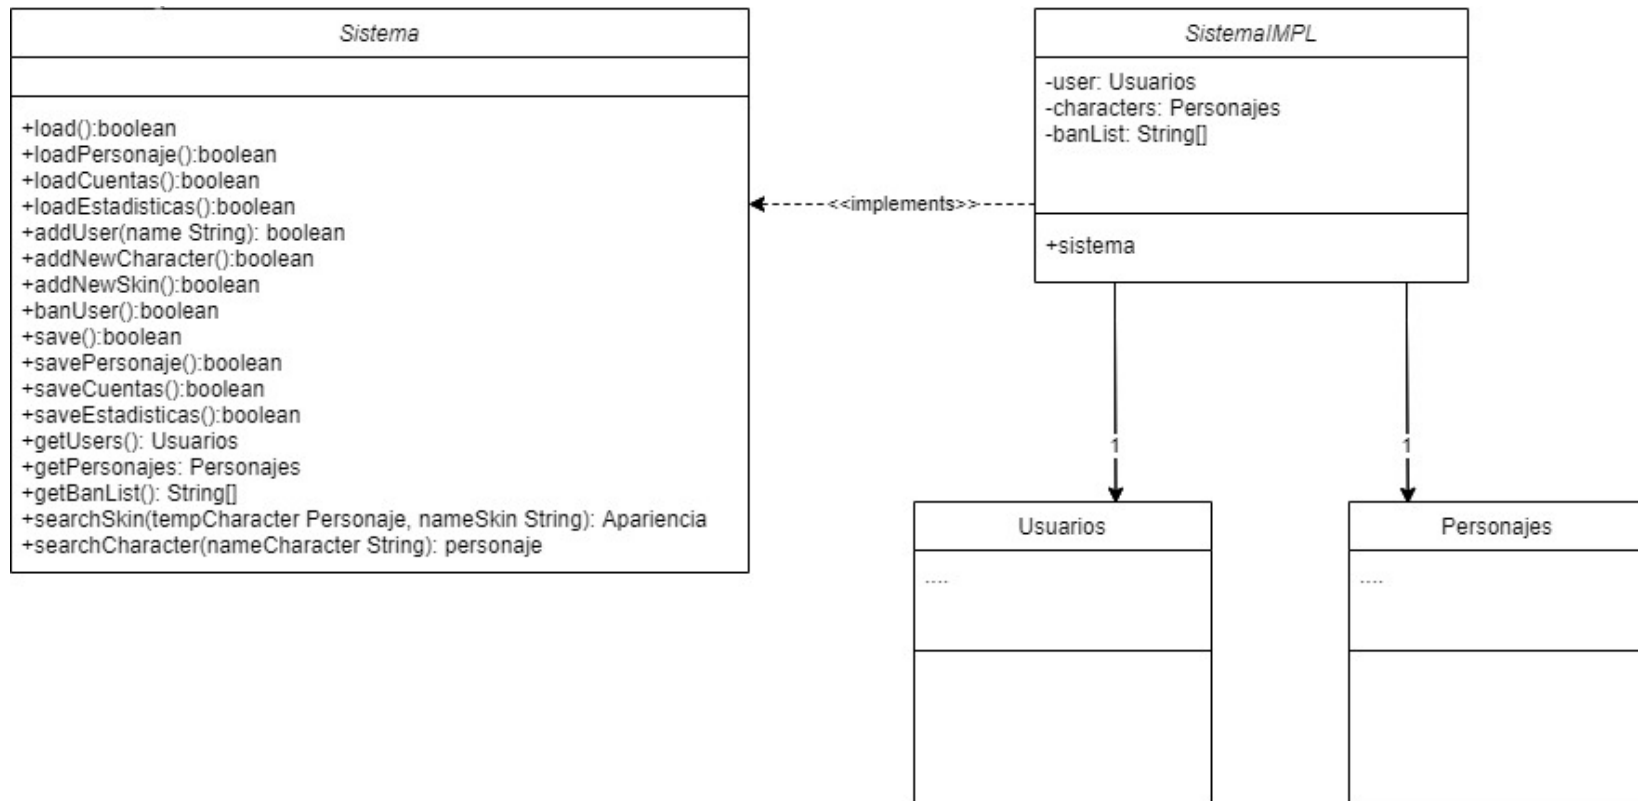 Sistema
+load():boolean
+loadPersonaje():boolean
+loadCuentas():boolean
+loadEstadisticas():boolean
+addUser(name String): boolean
+addNewCharacter():boolean
+addNewSkin():boolean
+banUser():boolean
+save():boolean
+savePersonaje():boolean
+saveCuentas():boolean
+saveEstadisticas():boolean
+getUsers(): Usuarios
+getPersonajes: Personajes
+getBanList(): String[]
+searchSkin(tempCharacter Personaje, nameSkin String): Apariencia
+searchCharacter(nameCharacter String): personaje
<<implements>>
SistemaIMPL
-user: Usuarios
-characters: Personajes
-banList: String[]
+sistema
1
1
Usuarios
....
Personajes
....